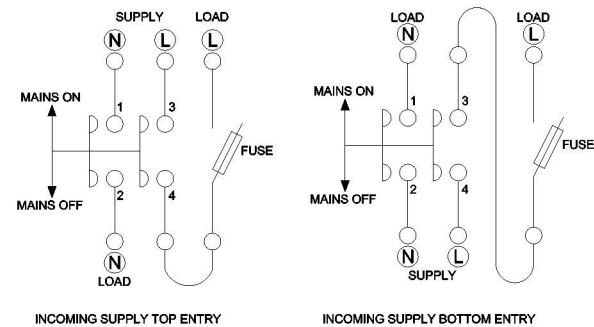 SUPPLY LOAD
N L L
1 3
MAINS ON
FUSE
MAINS OFF
2 4
N
LOAD
INCOMING SUPPLY TOP ENTRY
LOAD LOAD
N L
1 3
MAINS ON
FUSE
MAINS OFF
2 4
N L
SUPPLY
INCOMING SUPPLY BOTTOM ENTRY